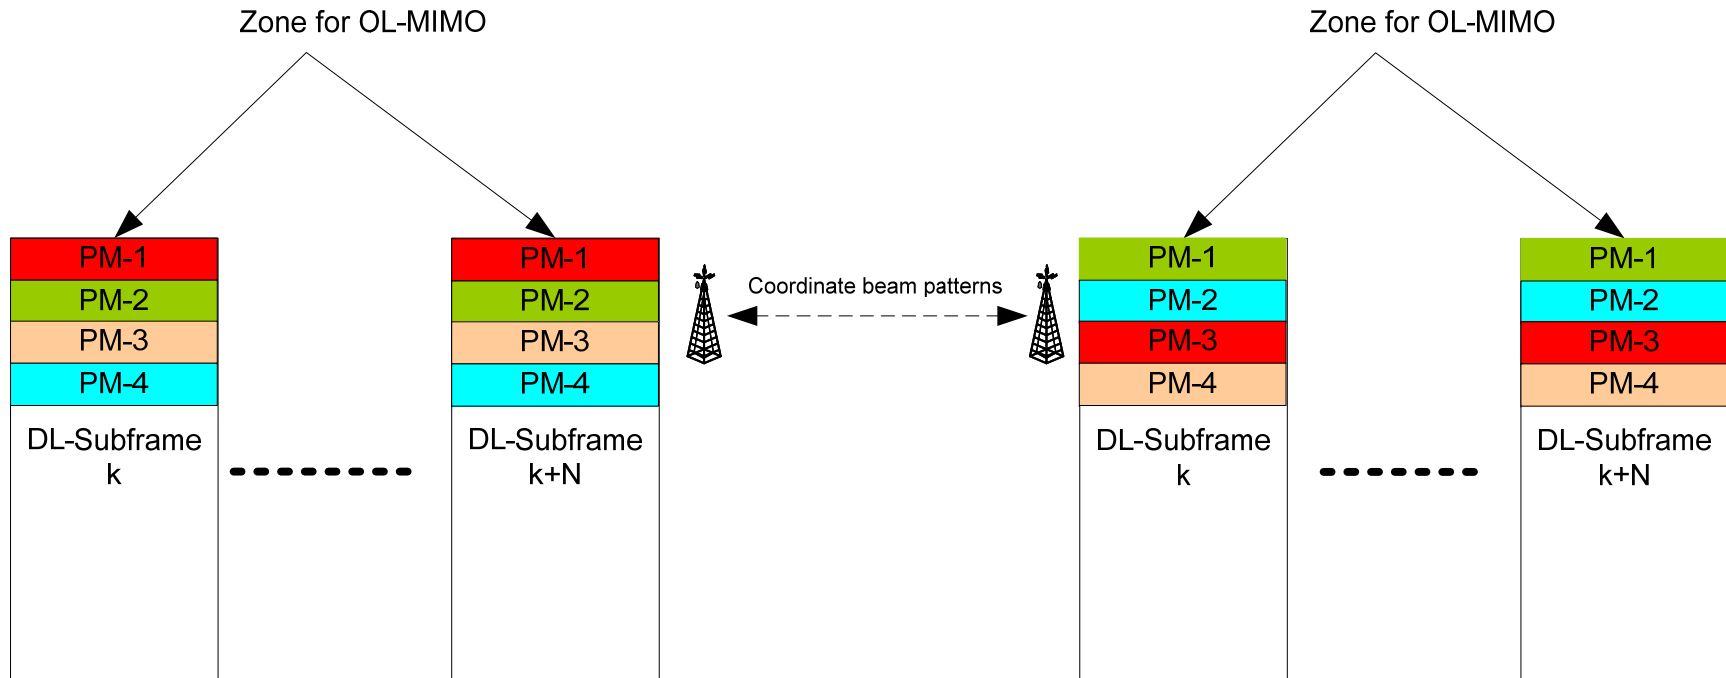 Zone for OL-MIMO
Zone for OL-MIMO
PM-1
PM-2
PM-3
PM-4
DL-Subframe
k
PM-1
PM-2
PM-3
PM-4
DL-Subframe
k+N
Coordinate beam patterns
PM-1
PM-2
PM-3
PM-4
DL-Subframe
k
PM-1
PM-2
PM-3
PM-4
DL-Subframe
k+N